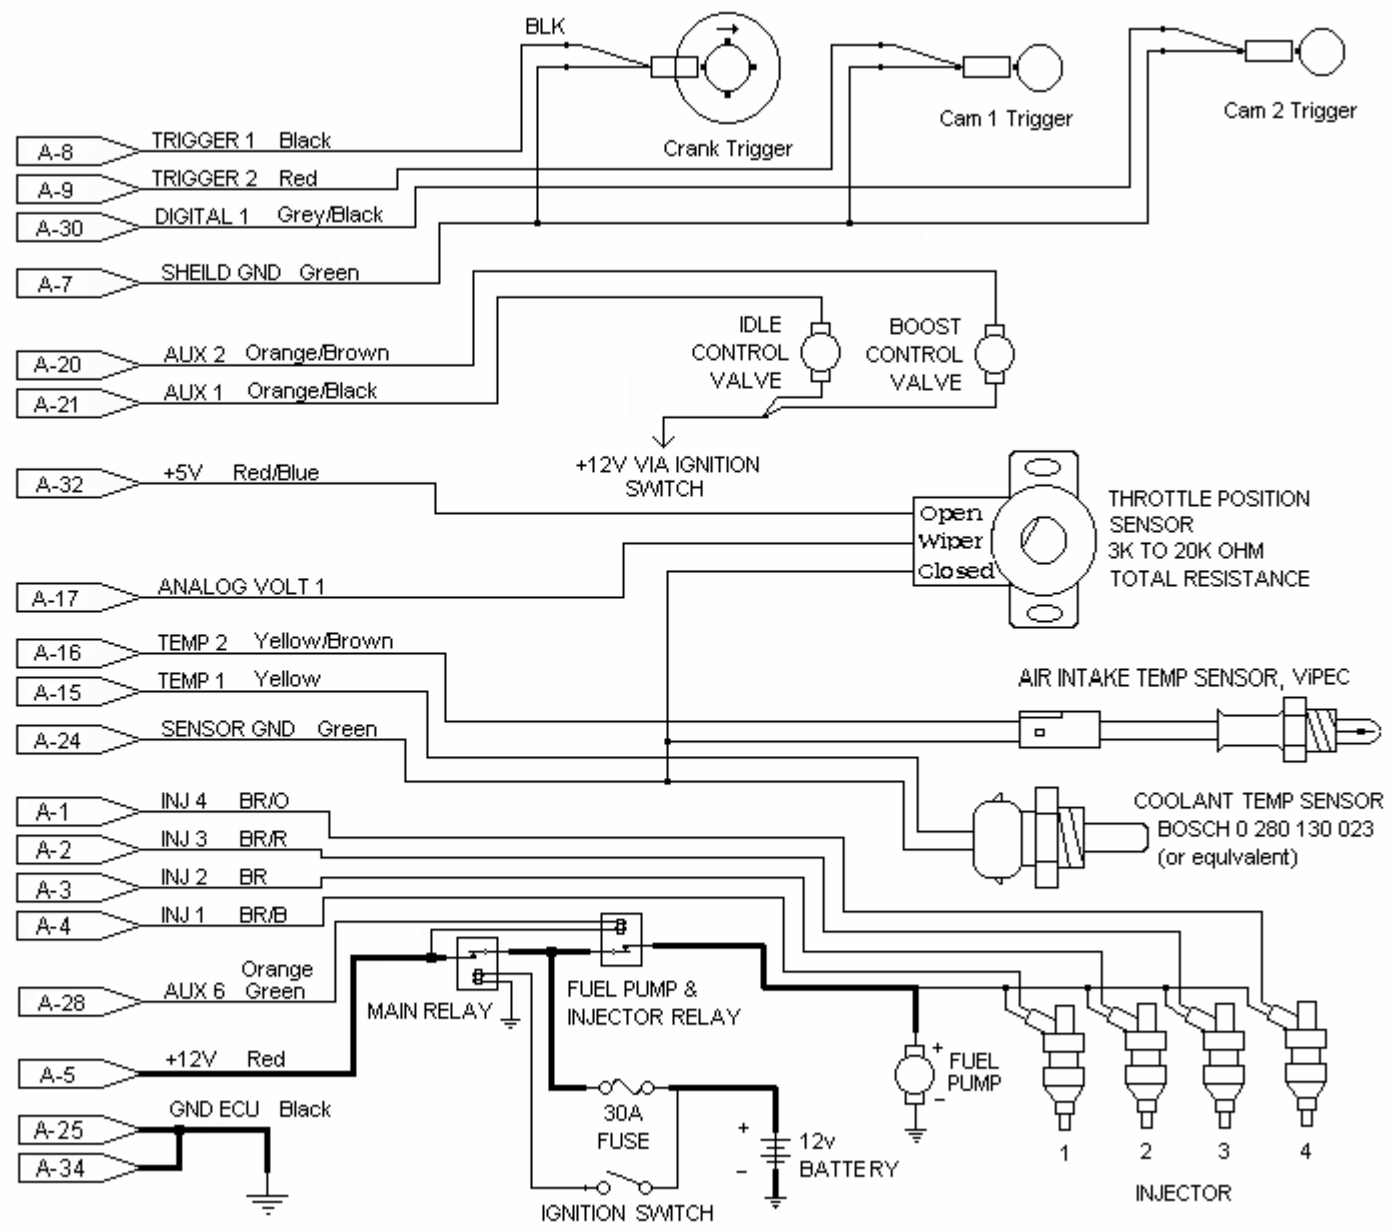 BLK
Crank Trigger
Cam 1 Trigger
Cam 2 Trigger
A-8 TRIGGER 1 Black
A-9 TRIGGER 2 Red
A-30 DIGITAL 1 Grey/Black
A-7 SHEILD GND Green
A-20 AUX 2 Orange/Brown
A-21 AUX 1 Orange/Black
IDLE
CONTROL
VALVE
BOOST
CONTROL
VALVE
+12V VIA IGNITION
SWITCH
A-32 +5V Red/Blue
Open
Wiper
Closed
THROTTLE POSITION
SENSOR
3K TO 20K OHM
TOTAL RESISTANCE
A-17 ANALOG VOLT 1
A-16 TEMP 2 Yellow/Brown
A-15 TEMP 1 Yellow
A-24 SENSOR GND Green
AIR INTAKE TEMP SENSOR, ViPEC
COOLANT TEMP SENSOR
BOSCH 0 280 130 023
(or equlvalent)
A-1 INJ 4 BR/O
A-2 INJ 3 BR/R
A-3 INJ 2 BR
A-4 INJ 1 BR/B
A-28 AUX 6 Orange
Green
MAIN RELAY
FUEL PUMP &
INJECTOR RELAY
A-5 +12V Red
A-25 GND ECU Black
A-34
30A
FUSE
+
12v
BATTERY
–
IGNITION SWITCH
+
FUEL
PUMP
–
1 2 3 4
INJECTOR